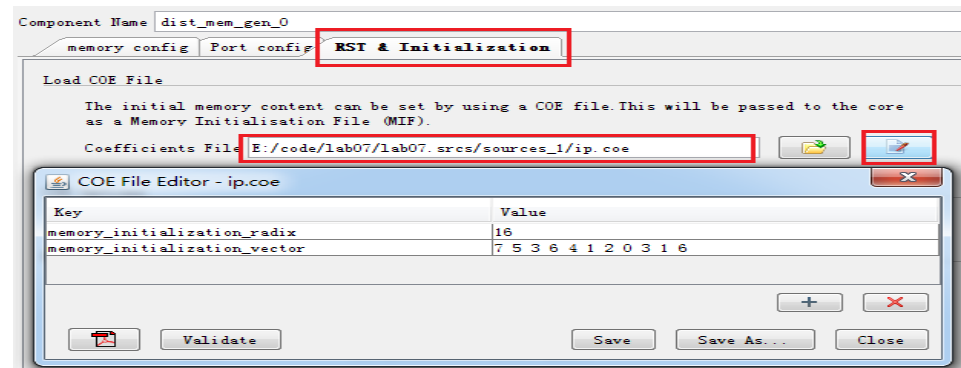 Component Name dist_mem_gen_0
memory config Port config RST & Initialization
Load COE File
The initial memory content can be set by using a COE file.This will be passed to the core
as a Memory Initialisation File (MIF).
Coefficients File E:/code/lab07/lab07.srcs/sources_1/ip.coe
COE File Editor - ip.coe
Key Value
memory_initialization_radix 16
memory_initialization_vector 7 5 3 6 4 1 2 0 3 1 6
Validate Save Save As... Close